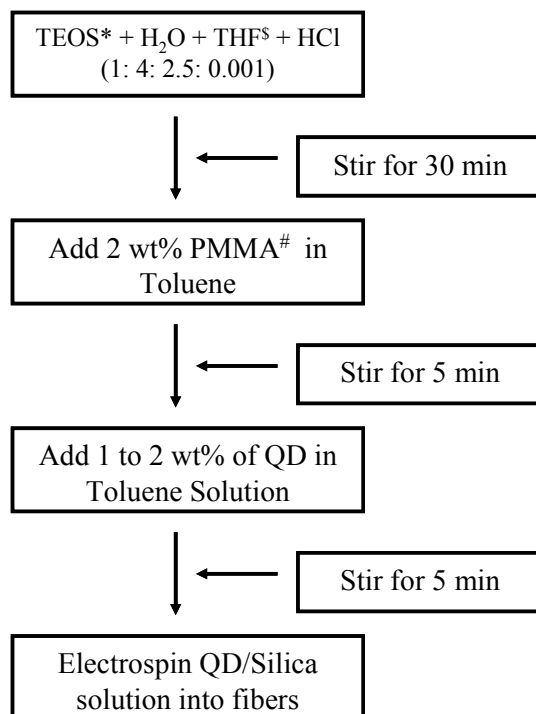 TEOS* + H₂O + THF$ + HCl
(1: 4: 2.5: 0.001)
Stir for 30 min
Add 2 wt% PMMA# in
Toluene
Stir for 5 min
Add 1 to 2 wt% of QD in
Toluene Solution
Stir for 5 min
Electrospin QD/Silica
solution into fibers